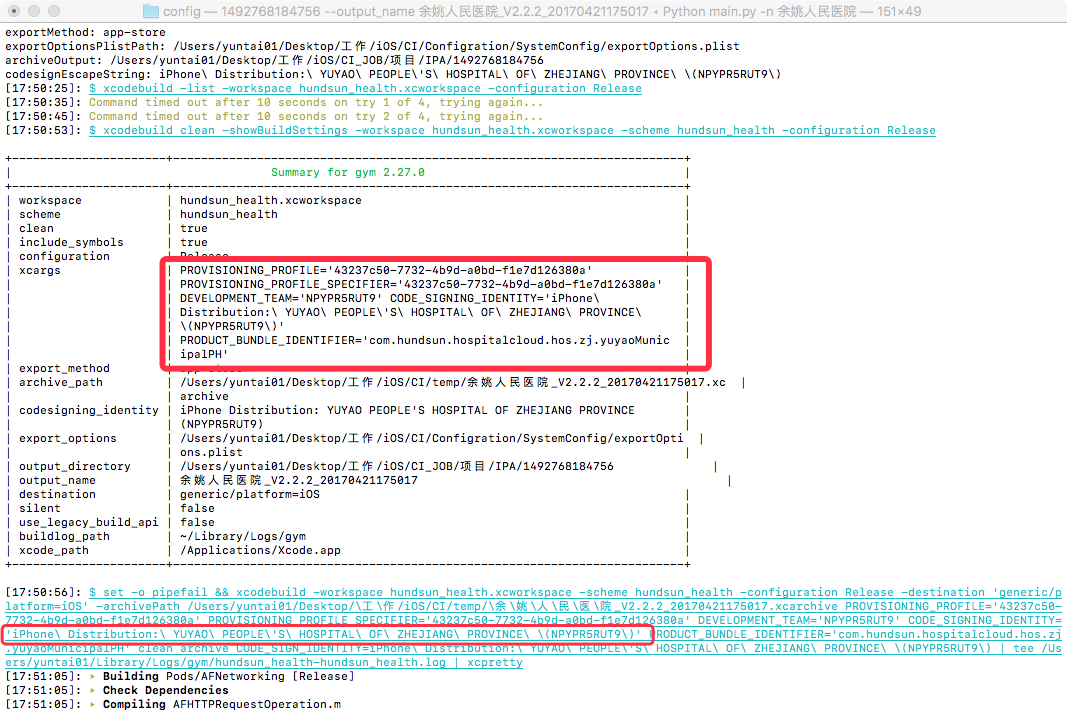 config — 1492768184756 --output_name 余姚人民医院_V2.2.2_20170421175017 • Python main.py -n 余姚人民医院 — 151×49
exportMethod: app-store
exportOptionsPlistPath: /Users/yuntai01/Desktop/工作/iOS/CI/Configration/SystemConfig/exportOptions.plist
archiveOutput: /Users/yuntai01/Desktop/工作/iOS/CI_JOB/项目/IPA/1492768184756
codesignEscapeString: iPhone\ Distribution:\ YUYAO\ PEOPLE\'S\ HOSPITAL\ OF\ ZHEJIANG\ PROVINCE\ \(NPYPR5RUT9\)
[17:50:25]: $ xcodebuild -list -workspace hundsun_health.xcworkspace -configuration Release
[17:50:35]: Command timed out after 10 seconds on try 1 of 4, trying again...
[17:50:45]: Command timed out after 10 seconds on try 2 of 4, trying again...
[17:50:53]: $ xcodebuild clean -showBuildSettings -workspace hundsun_health.xcworkspace -scheme hundsun_health -configuration Release
Summary for gym 2.27.0
workspace | hundsun_health.xcworkspace
scheme | hundsun_health
clean | true
include_symbols | true
configuration | Release
xcargs | PROVISIONING_PROFILE='43237c50-7732-4b9d-a0bd-f1e7d126380a'
PROVISIONING_PROFILE_SPECIFIER='43237c50-7732-4b9d-a0bd-f1e7d126380a'
DEVELOPMENT_TEAM='NPYPR5RUT9' CODE_SIGNING_IDENTITY='iPhone\
Distribution:\ YUYAO\ PEOPLE\'S\ HOSPITAL\ OF\ ZHEJIANG\ PROVINCE\
\(NPYPR5RUT9\)'
PRODUCT_BUNDLE_IDENTIFIER='com.hundsun.hospitalcloud.hos.zj.yuyaoMunic
ipalPH'
export_method | app-store
archive_path | /Users/yuntai01/Desktop/工作/iOS/CI/temp/余姚人民医院_V2.2.2_20170421175017.xc
archive
codesigning_identity | iPhone Distribution: YUYAO PEOPLE'S HOSPITAL OF ZHEJIANG PROVINCE
(NPYPR5RUT9)
export_options | /Users/yuntai01/Desktop/工作/iOS/CI/Configration/SystemConfig/exportOpti
ons.plist
output_directory | /Users/yuntai01/Desktop/工作/iOS/CI_JOB/项目/IPA/1492768184756
output_name | 余姚人民医院_V2.2.2_20170421175017
destination | generic/platform=iOS
silent | false
use_legacy_build_api | false
buildlog_path | ~/Library/Logs/gym
xcode_path | /Applications/Xcode.app
[17:50:56]: $ set -o pipefail && xcodebuild -workspace hundsun_health.xcworkspace -scheme hundsun_health -configuration Release -destination 'generic/p
latform=iOS' -archivePath /Users/yuntai01/Desktop/\工\作/iOS/CI/temp/\余\姚\人\民\医\院_V2.2.2_20170421175017.xcarchive PROVISIONING_PROFILE='43237c50-
7732-4b9d-a0bd-f1e7d126380a' PROVISIONING_PROFILE_SPECIFIER='43237c50-7732-4b9d-a0bd-f1e7d126380a' DEVELOPMENT_TEAM='NPYPR5RUT9' CODE_SIGNING_IDENTITY=
'iPhone\ Distribution:\ YUYAO\ PEOPLE\'S\ HOSPITAL\ OF\ ZHEJIANG\ PROVINCE\ \(NPYPR5RUT9\)' PRODUCT_BUNDLE_IDENTIFIER='com.hundsun.hospitalcloud.hos.zj
.yuyaoMunicipalPH' clean archive CODE_SIGN_IDENTITY=iPhone\ Distribution:\ YUYAO\ PEOPLE\'S\ HOSPITAL\ OF\ ZHEJIANG\ PROVINCE\ \(NPYPR5RUT9\) | tee /Us
ers/yuntai01/Library/Logs/gym/hundsun_health-hundsun_health.log | xcpretty
[17:51:05]: ▸ Building Pods/AFNetworking [Release]
[17:51:05]: ▸ Check Dependencies
[17:51:05]: ▸ Compiling AFHTTPRequestOperation.m